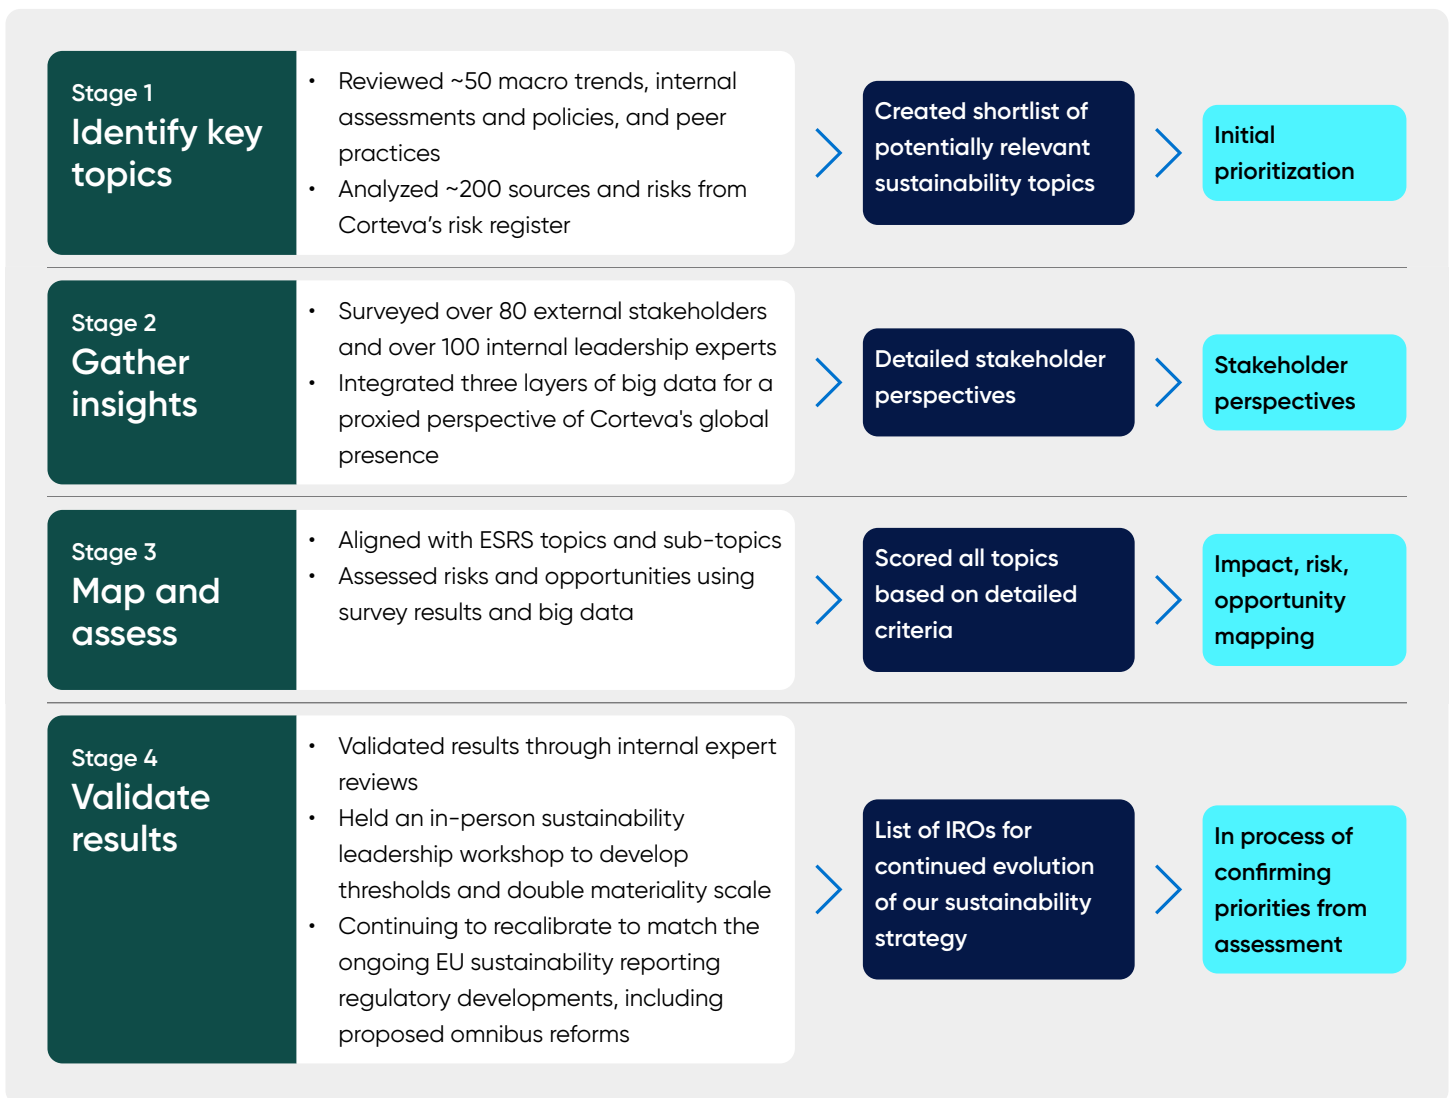 Stage 1
Identify key
topics
• Reviewed ~50 macro trends, internal
assessments and policies, and peer
practices
• Analyzed ~200 sources and risks from
Corteva’s risk register
Created shortlist of
potentially relevant
sustainability topics
Initial
prioritization
Stage 2
Gather
insights
• Surveyed over 80 external stakeholders
and over 100 internal leadership experts
• Integrated three layers of big data for a
proxied perspective of Corteva's global
presence
Detailed stakeholder
perspectives
Stakeholder
perspectives
Stage 3
Map and
assess
• Aligned with ESRS topics and sub-topics
• Assessed risks and opportunities using
survey results and big data
Scored all topics
based on detailed
criteria
Impact, risk,
opportunity
mapping
Stage 4
Validate
results
• Validated results through internal expert
reviews
• Held an in-person sustainability
leadership workshop to develop
thresholds and double materiality scale
• Continuing to recalibrate to match the
ongoing EU sustainability reporting
regulatory developments, including
proposed omnibus reforms
List of IROs for
continued evolution
of our sustainability
strategy
In process of
confirming
priorities from
assessment